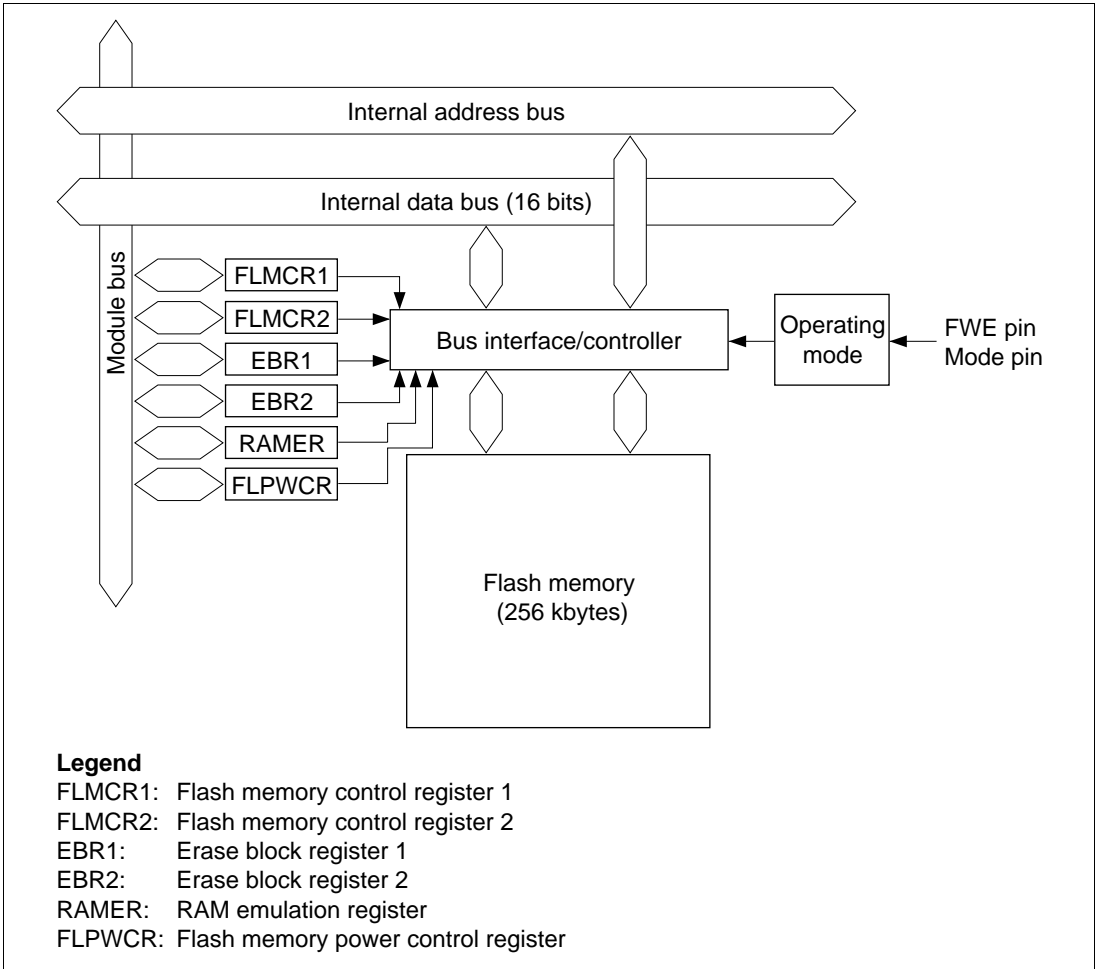 Internal address bus
Internal data bus (16 bits)
Module bus
FLMCR1
FLMCR2
EBR1
EBR2
RAMER
FLPWCR
Bus interface/controller
Operating
mode
FWE pin
Mode pin
Flash memory
(256 kbytes)
Legend
FLMCR1: Flash memory control register 1
FLMCR2: Flash memory control register 2
EBR1: Erase block register 1
EBR2: Erase block register 2
RAMER: RAM emulation register
FLPWCR: Flash memory power control register